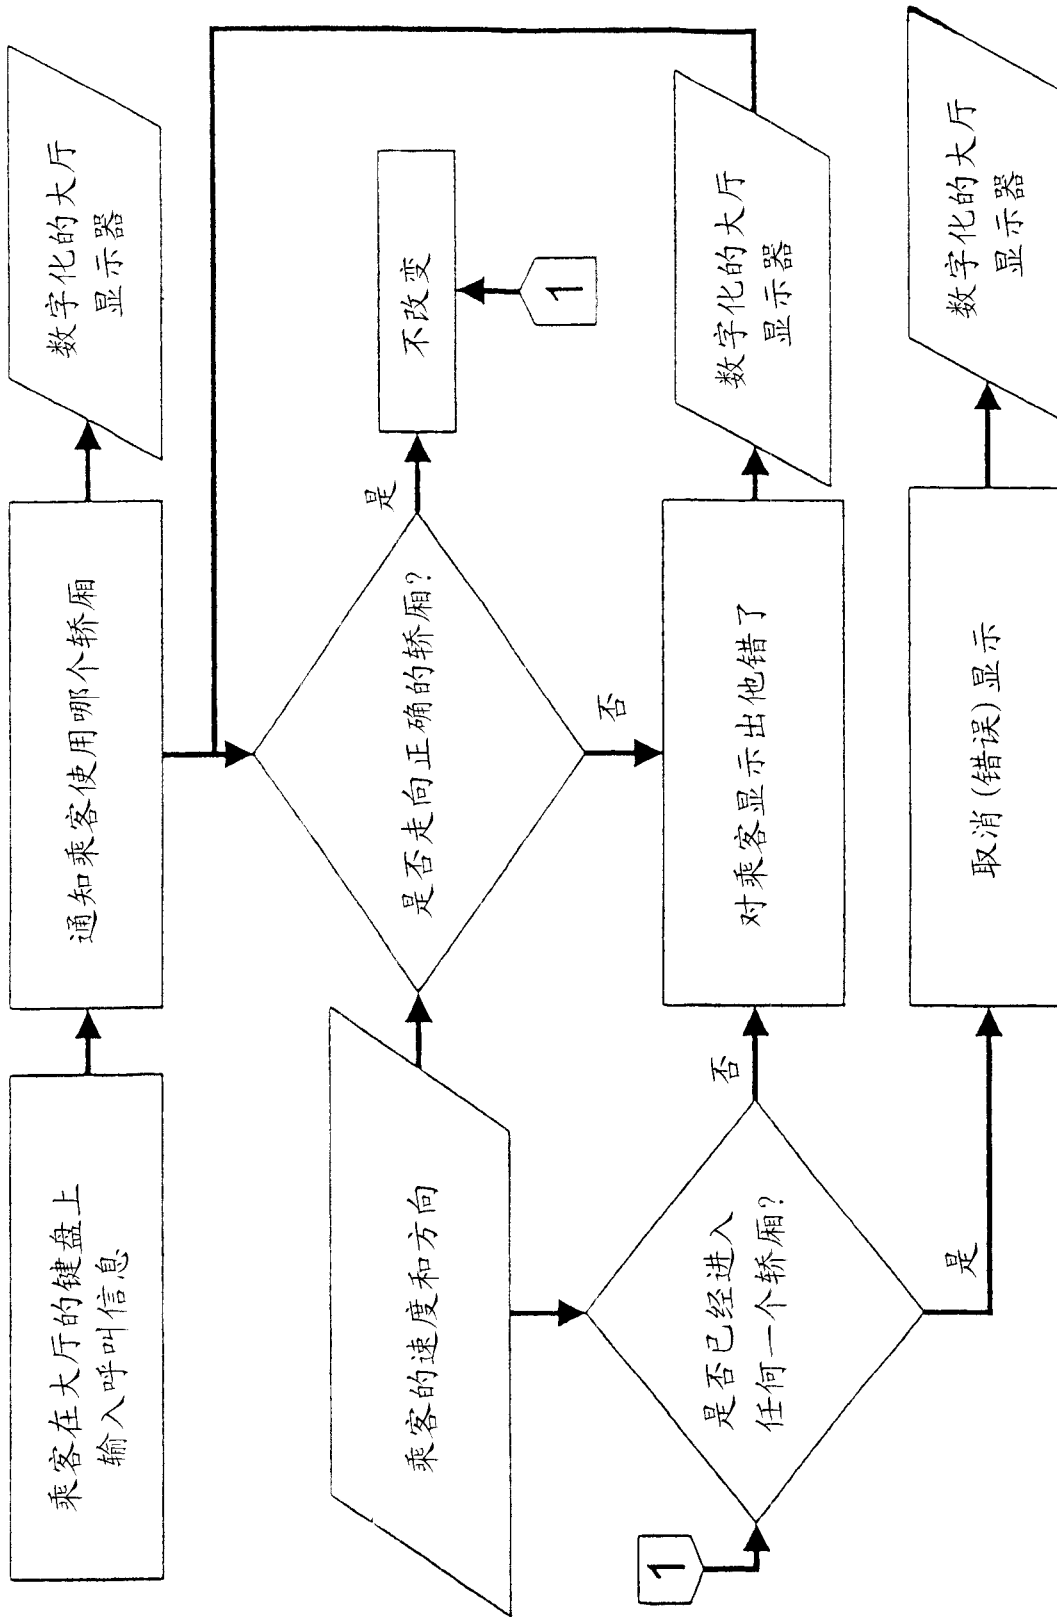 乘客在大厅的键盘上
输入呼叫信息
通知乘客使用哪个轿厢
数字化的大厅
显示器
乘客的速度和方向
是否走向正确的轿厢?
是
不改变
1
否
1
是否已经进入
任何一个轿厢?
否
对乘客显示出他错了
数字化的大厅
显示器
是
取消(错误)显示
数字化的大厅
显示器